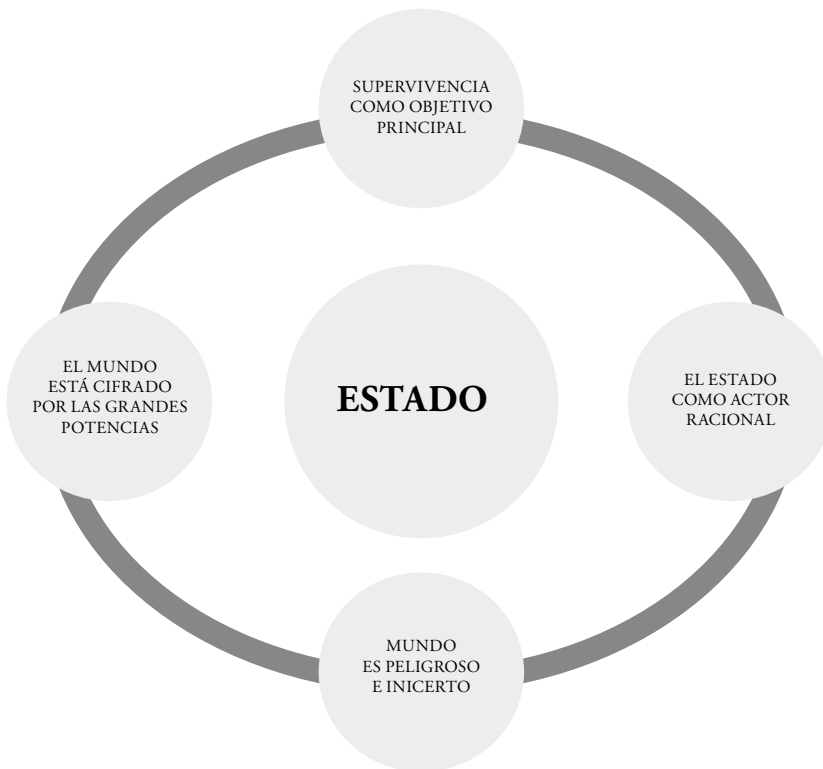 SUPERVIVENCIA
COMO OBJETIVO
PRINCIPAL
EL MUNDO
ESTÁ CIFRADO
POR LAS GRANDES
POTENCIAS
ESTADO
EL ESTADO
COMO ACTOR
RACIONAL
MUNDO
ES PELIGROSO
E INICERTO